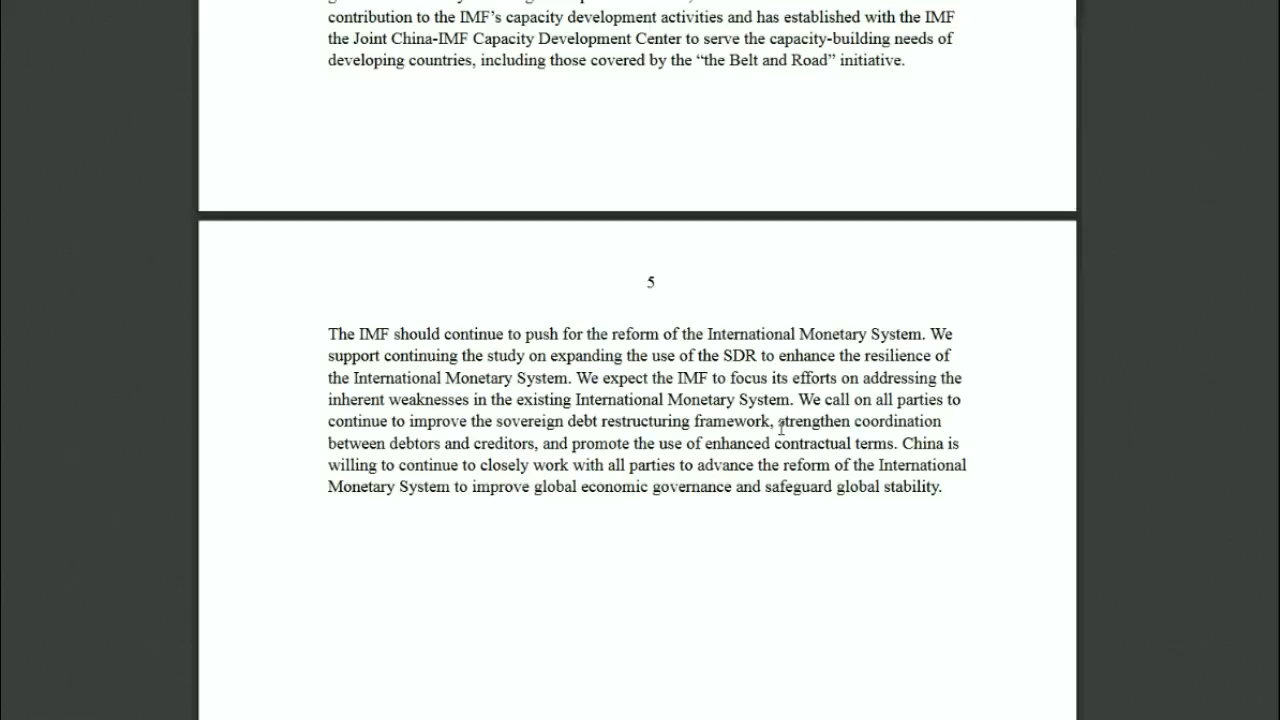 contribution to the IMF’s capacity development activities and has established with the IMF
the Joint China-IMF Capacity Development Center to serve the capacity-building needs of
developing countries, including those covered by the “the Belt and Road” initiative.
5
The IMF should continue to push for the reform of the International Monetary System. We
support continuing the study on expanding the use of the SDR to enhance the resilience of
the International Monetary System. We expect the IMF to focus its efforts on addressing the
inherent weaknesses in the existing International Monetary System. We call on all parties to
continue to improve the sovereign debt restructuring framework, strengthen coordination
between debtors and creditors, and promote the use of enhanced contractual terms. China is
willing to continue to closely work with all parties to advance the reform of the International
Monetary System to improve global economic governance and safeguard global stability.